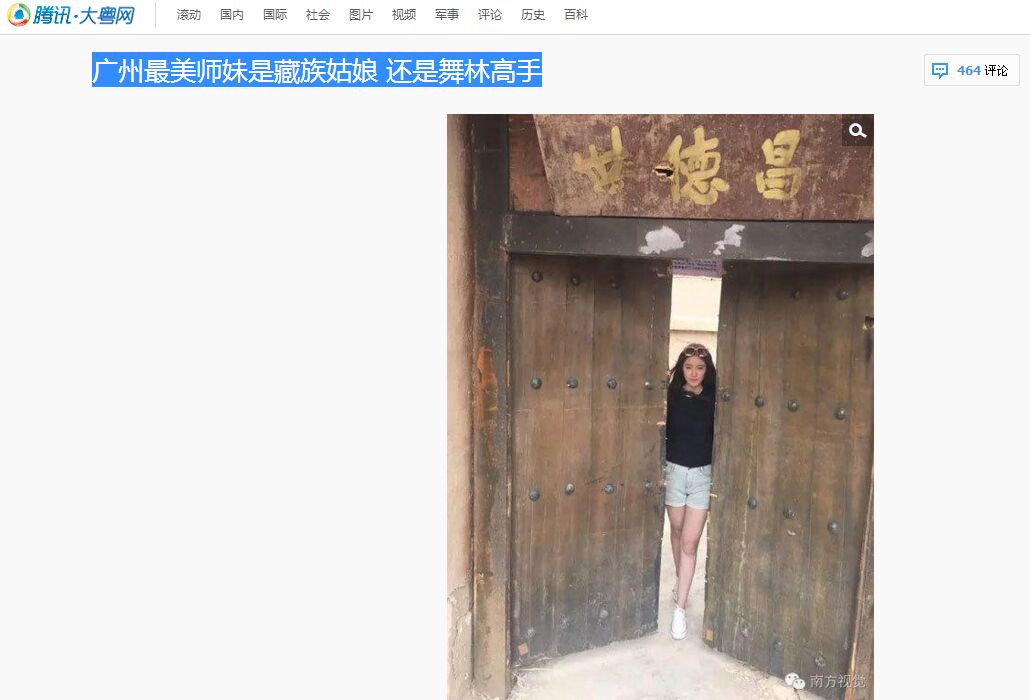 腾讯·大粤网
滚动 国内 国际 社会 图片 视频 军事 评论 历史 百科
广州最美师妹是藏族姑娘 还是舞林高手
464 评论
世德昌
南方视觉